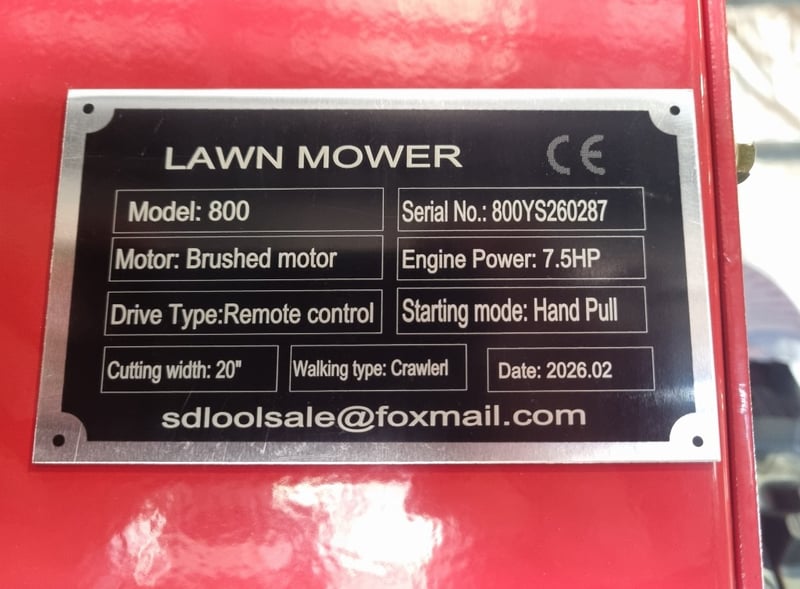 LAWN MOWER CE
Model: 800
Serial No.: 800YS260287
Motor: Brushed motor
Engine Power: 7.5HP
Drive Type:Remote control
Starting mode: Hand Pull
Cutting width: 20"
Walking type: Crawlerl
Date: 2026.02
sdloolsale@foxmail.com